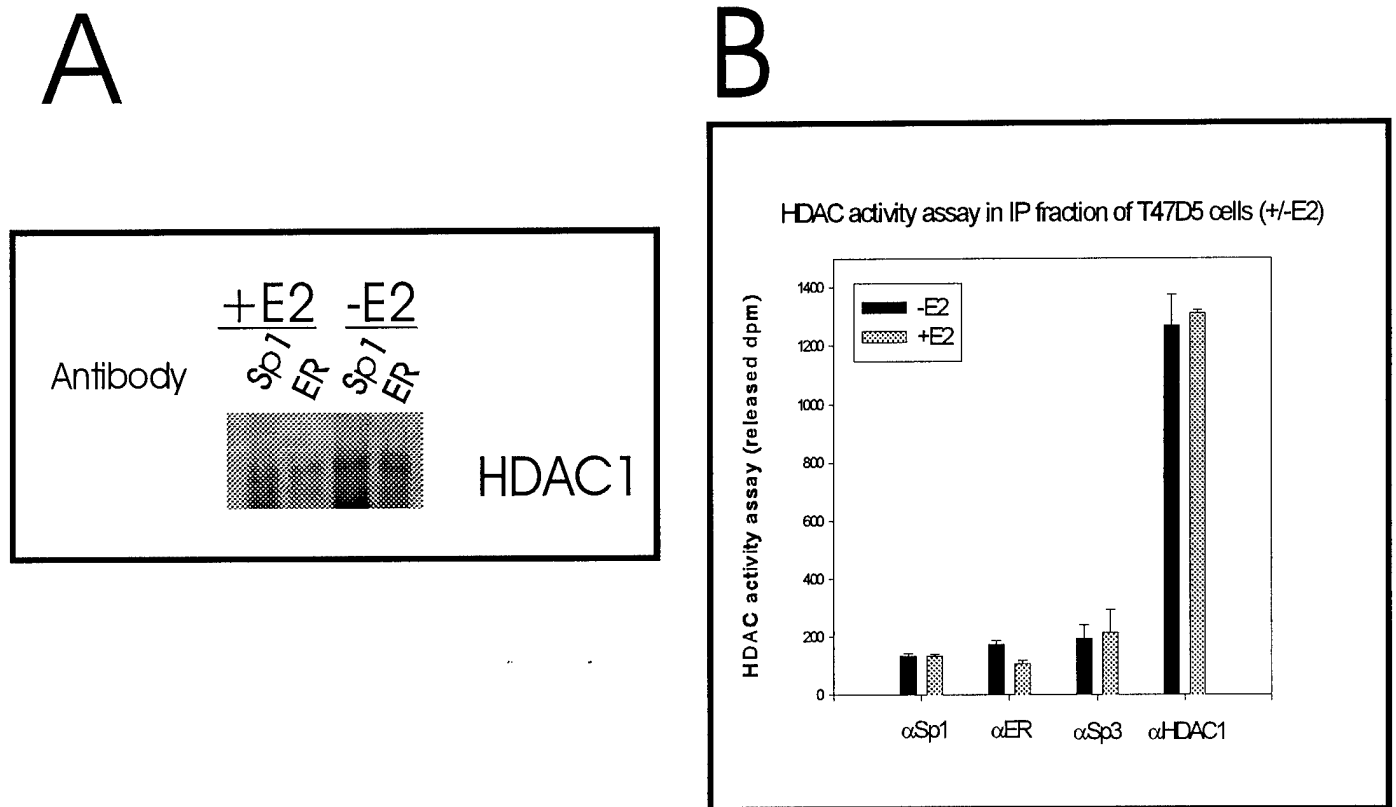 A
+E2 -E2
Antibody Sp1 ER Sp1 ER
HDAC1
B
HDAC activity assay in IP fraction of T47D5 cells (+/-E2)
HDAC activity assay (released dpm)
1400
1200
1000
800
600
400
200
0
-E2
+E2
αSp1 αER αSp3 αHDAC1